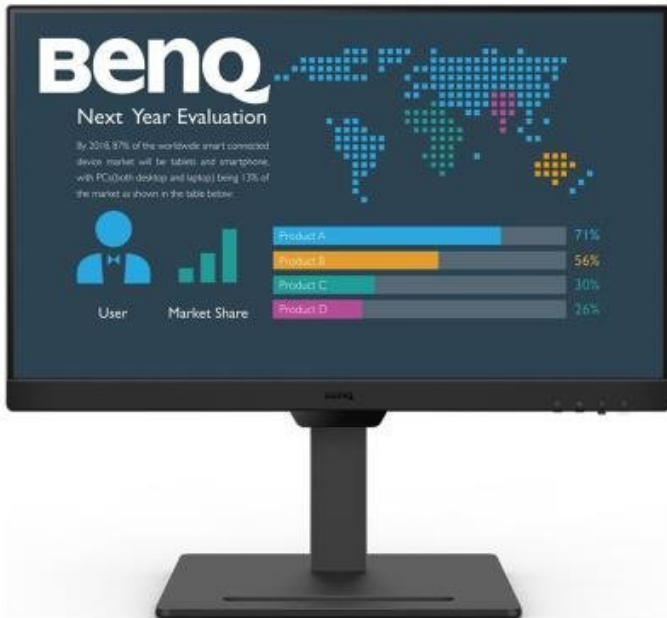 BenQ
Next Year Evaluation
By 2018, 87% of the worldwide smart connected
device market will be tablets and smartphone,
with PCs(both desktop and laptop) being 13% of
the market as shown in the table below:
Product A 71%
Product B 56%
Product C 30%
Product D 26%
User Market Share
BenQ